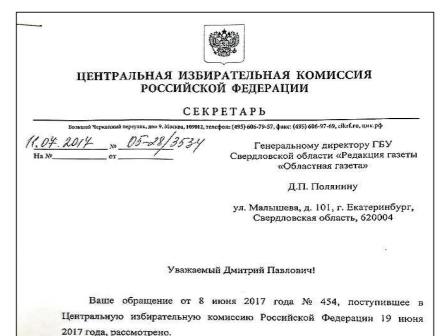 ЦЕНТРАЛЬНАЯ ИЗБИРАТЕЛЬНАЯ КОМИССИЯ
РОССИЙСКОЙ ФЕДЕРАЦИИ
СЕКРЕТАРЬ
Большой Черкасский переулок, дом 9, Москва, 109012, телефон: (495) 606-79-57, факс: (495) 606-97-69, cikrf.ru, цик.рф
11.07.2017 № 05-28/3534
На № от
Генеральному директору ГБУ
Свердловской области «Редакция газеты
«Областная газета»
Д.П. Полянину
ул. Малышева, д. 101, г. Екатеринбург,
Свердловская область, 620004
Уважаемый Дмитрий Павлович!
Ваше обращение от 8 июня 2017 года № 454, поступившее в
Центральную избирательную комиссию Российской Федерации 19 июня
2017 года, рассмотрено.